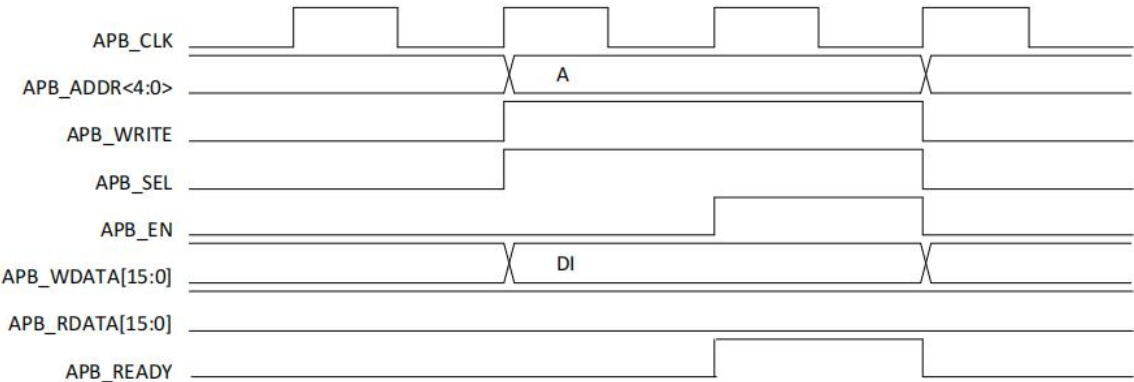 APB_CLK
APB_ADDR<4:0>
A
APB_WRITE
APB_SEL
APB_EN
APB_WDATA[15:0]
DI
APB_RDATA[15:0]
APB_READY